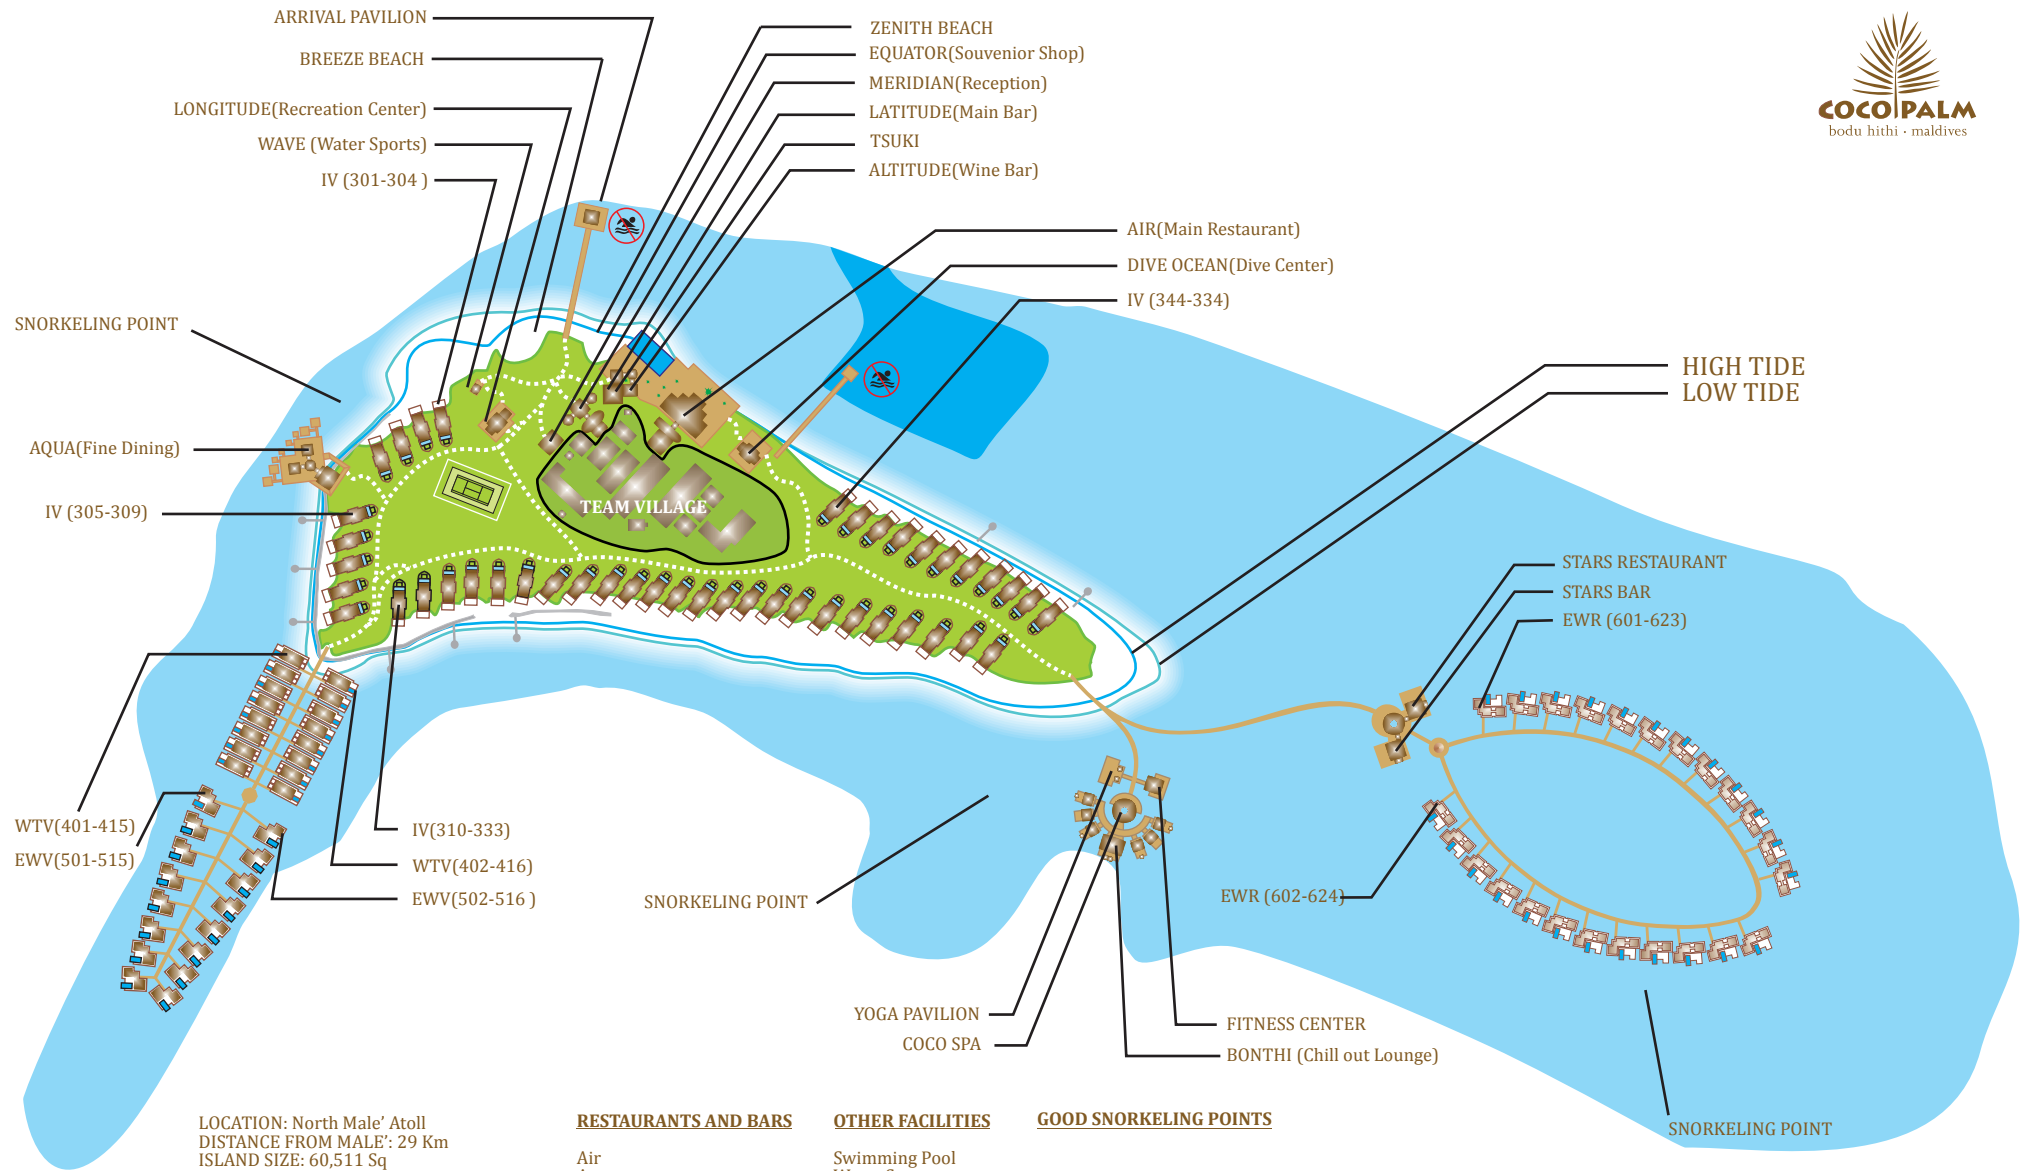 ARRIVAL PAVILION
BREEZE BEACH
LONGITUDE(Recreation Center)
WAVE (Water Sports)
IV (301-304 )
ZENITH BEACH
EQUATOR(Souvenior Shop)
MERIDIAN(Reception)
LATITUDE(Main Bar)
TSUKI
ALTITUDE(Wine Bar)
COCO PALM
bodu hithi · maldives
AIR(Main Restaurant)
DIVE OCEAN(Dive Center)
IV (344-334)
SNORKELING POINT
HIGH TIDE
LOW TIDE
AQUA(Fine Dining)
IV (305-309)
TEAM VILLAGE
STARS RESTAURANT
STARS BAR
EWR (601-623)
WTV(401-415)
EWV(501-515)
IV(310-333)
WTV(402-416)
EWV(502-516 )
SNORKELING POINT
EWR (602-624)
YOGA PAVILION
COCO SPA
FITNESS CENTER
BONTHI (Chill out Lounge)
SNORKELING POINT
LOCATION: North Male' Atoll
DISTANCE FROM MALE': 29 Km
ISLAND SIZE: 60,511 Sq
RESTAURANTS AND BARS
Air
OTHER FACILITIES
Swimming Pool
GOOD SNORKELING POINTS